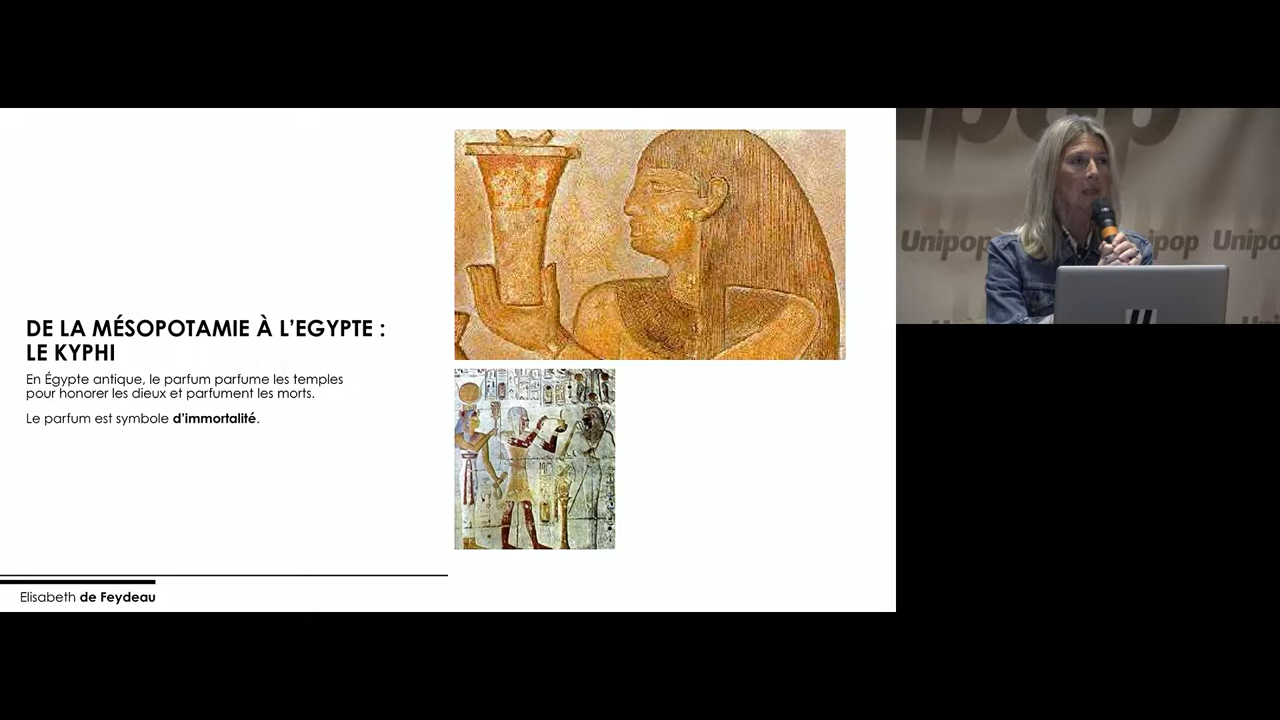 DE LA MÉSOPOTAMIE À L'EGYPTE :
LE KYPHI
En Égypte antique, le parfum parfume les temples
pour honorer les dieux et parfument les morts.
Le parfum est symbole d'immortalité.
Elisabeth de Feydeau
Unipop
Unipop